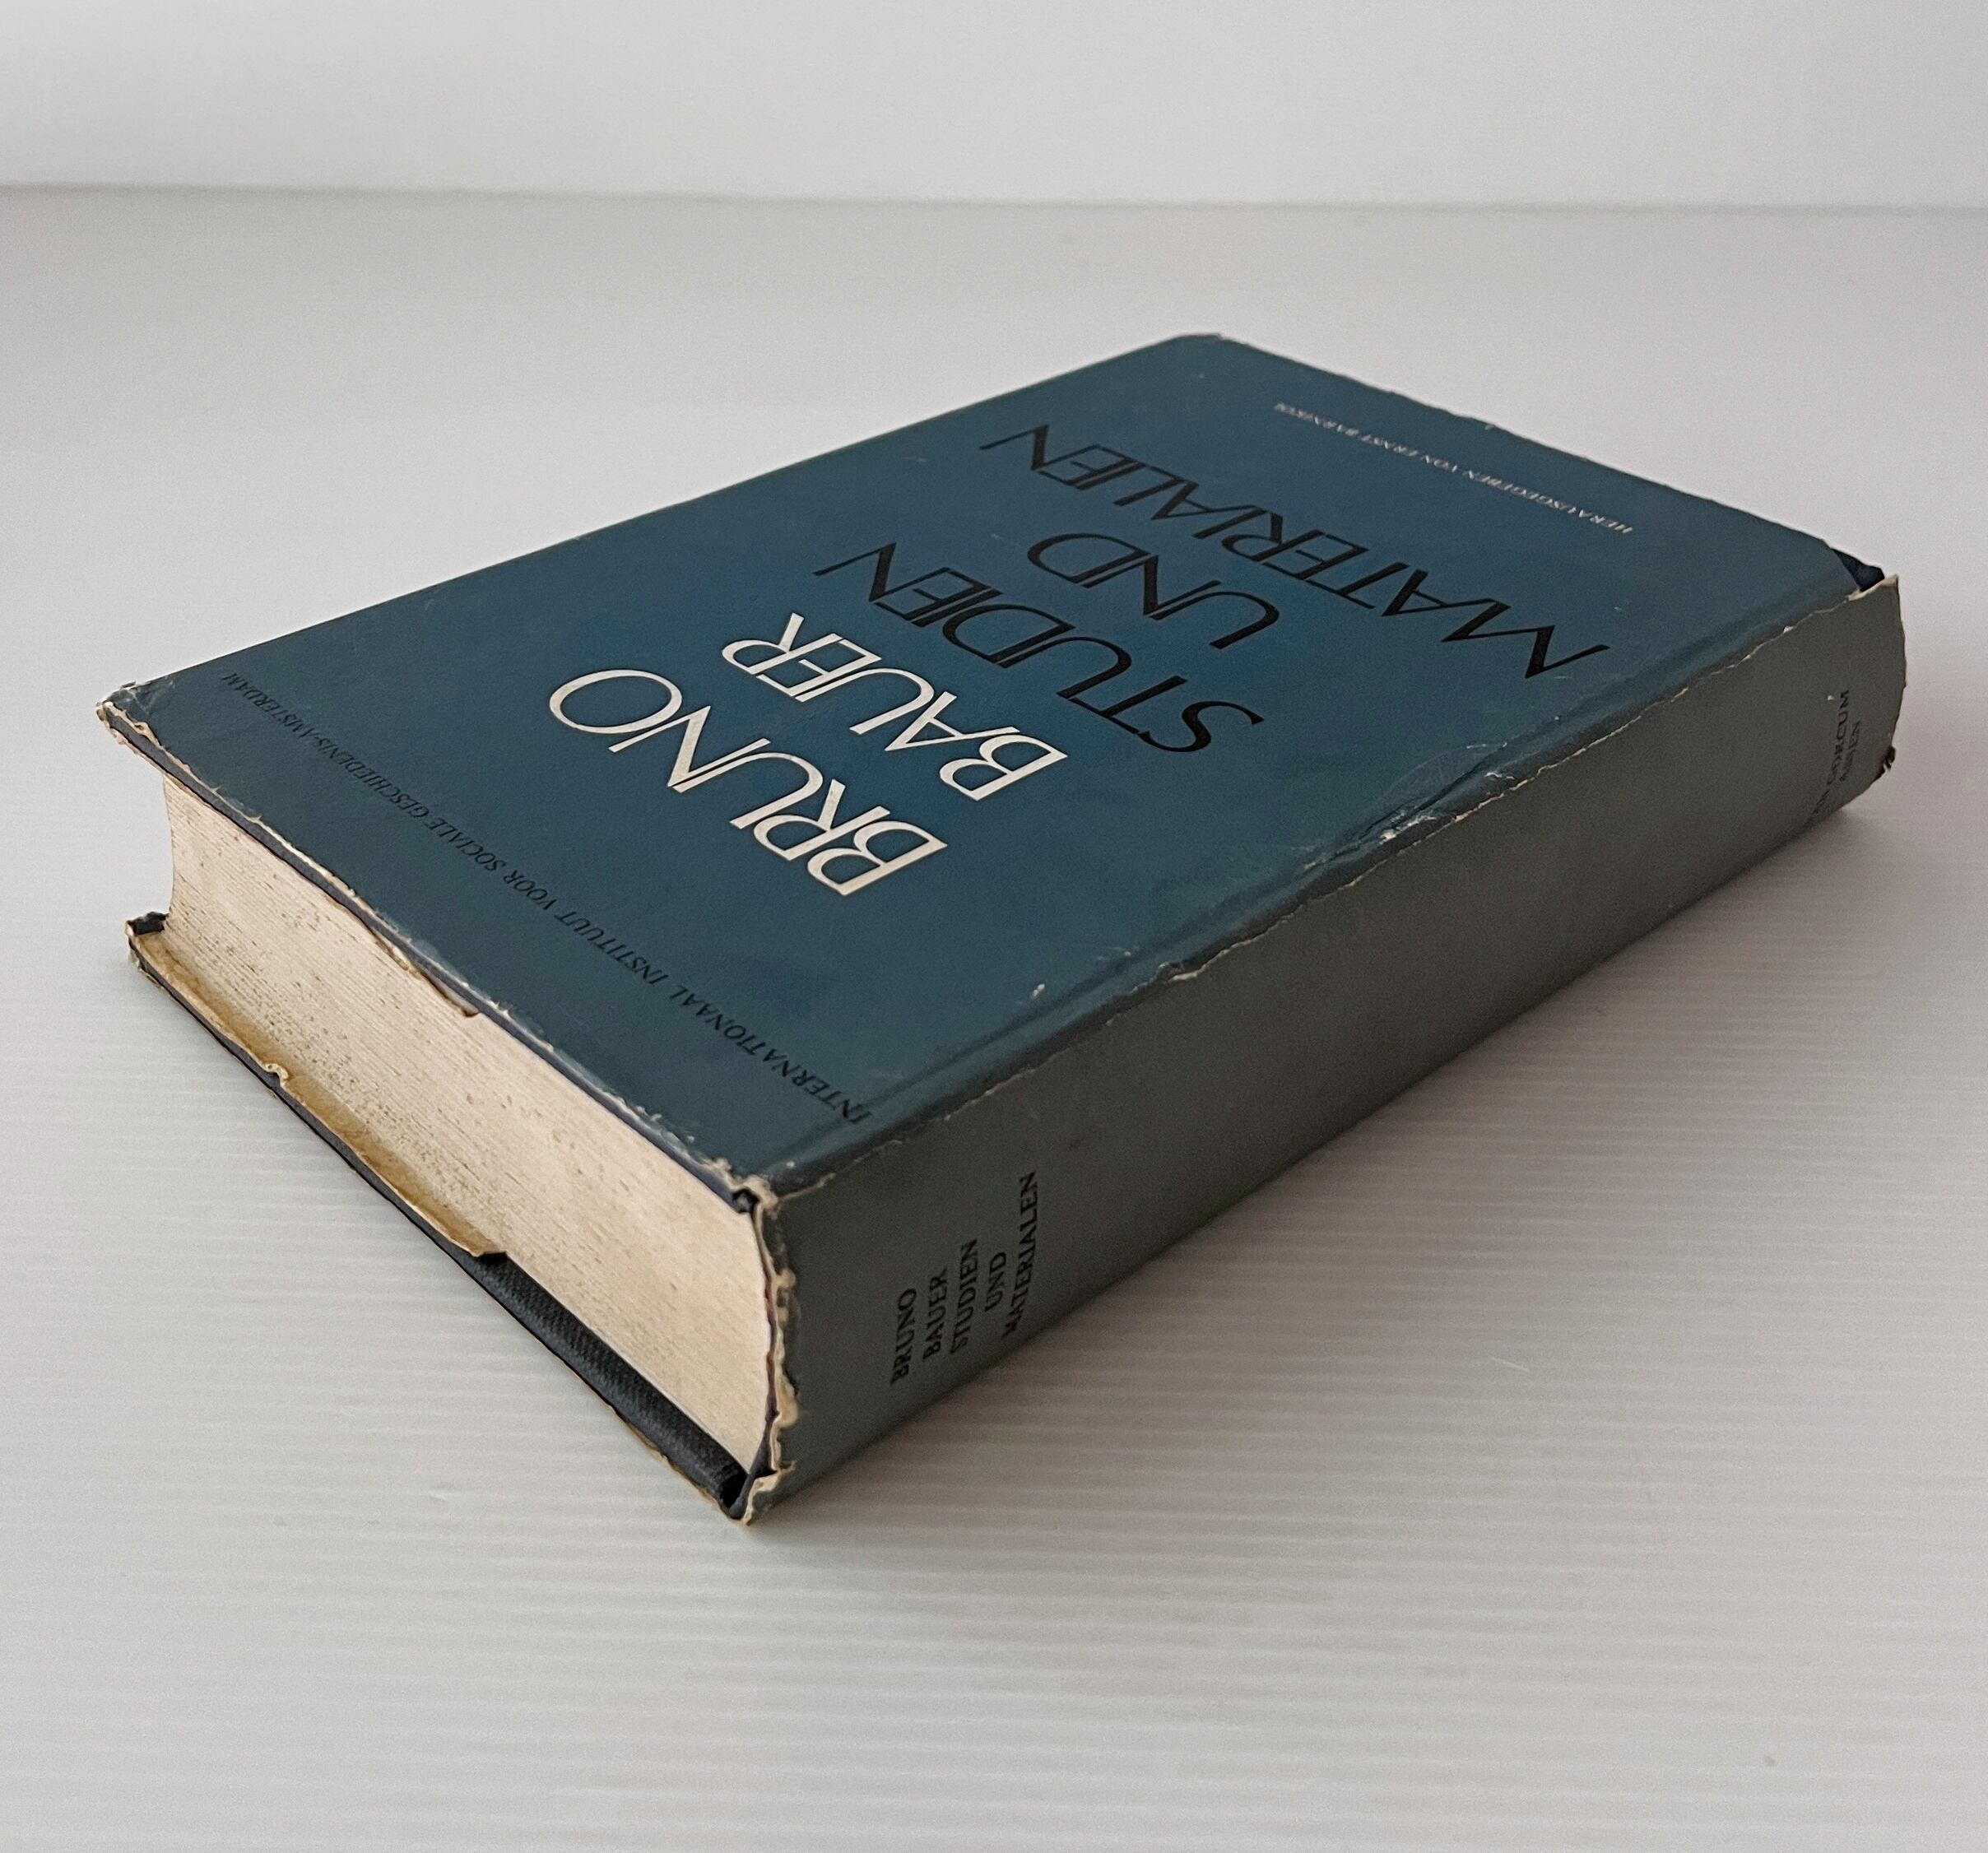 INTERNATIONAAL INSTITUUT VOOR SOCIALE GESCHIEDENIS-AMSTERDAM
BRUNO
BAUER
STUDIEN
UND
MATERIALIEN
HERAUSGEGEBEN VON ERNST BARNIKOL
BRUNO
BAUER
STUDIEN
UND
MATERIALEN
GORCUM